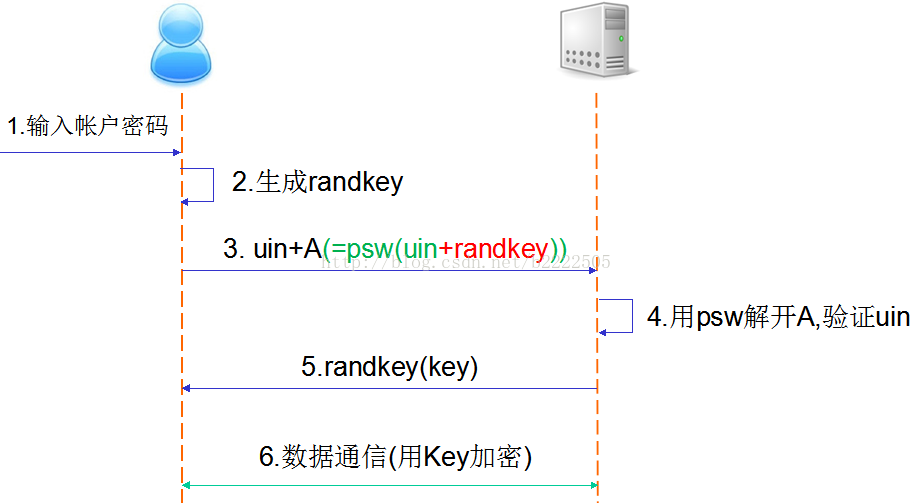 1.输入帐户密码
2.生成randkey
3. uin+A(=psw(uin+randkey))
http://blog.csdn.net/b2222505
4.用psw解开A,验证uin
5.randkey(key)
6.数据通信(用Key加密)